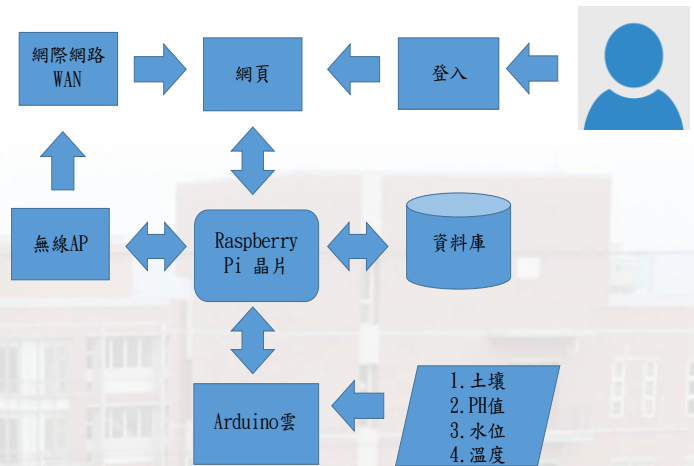 網際網路
WAN
網頁
登入
無線AP
Raspberry
Pi 晶片
資料庫
Arduino雲
1.土壤
2.PH值
3.水位
4.溫度